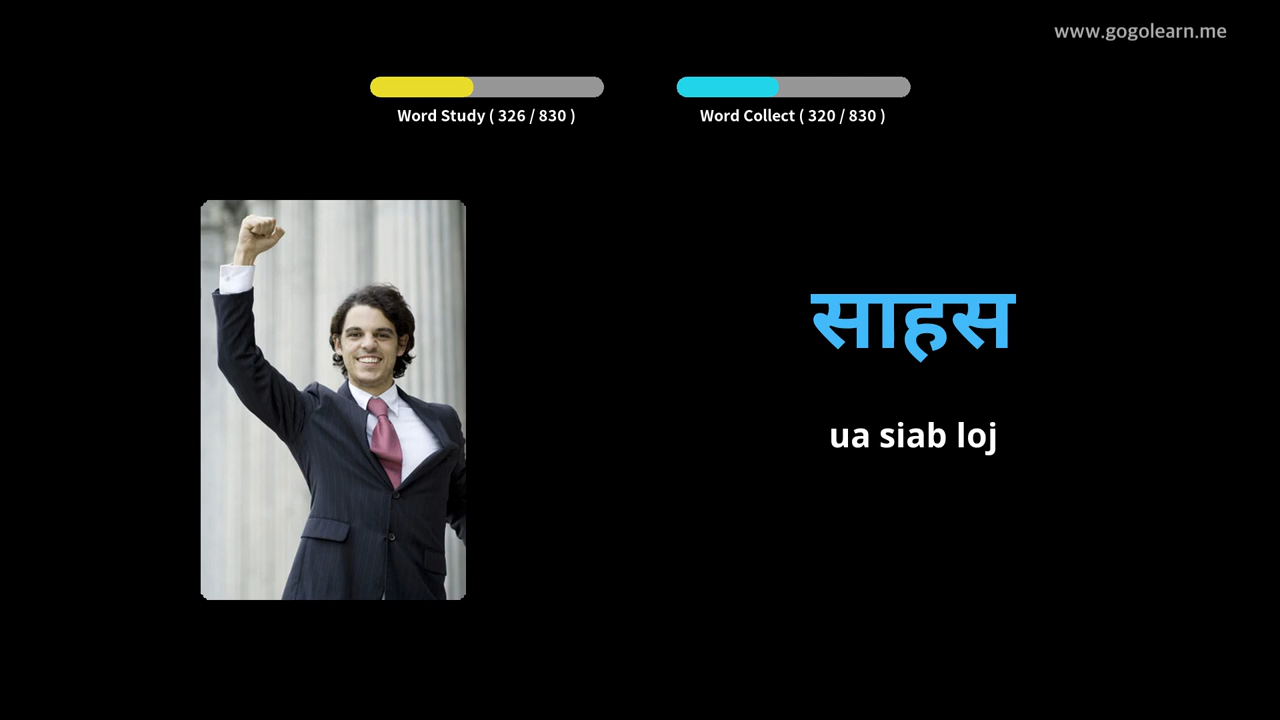 www.gogolearn.me
Word Study ( 326 / 830 )
Word Collect ( 320 / 830 )
साहस
ua siab loj